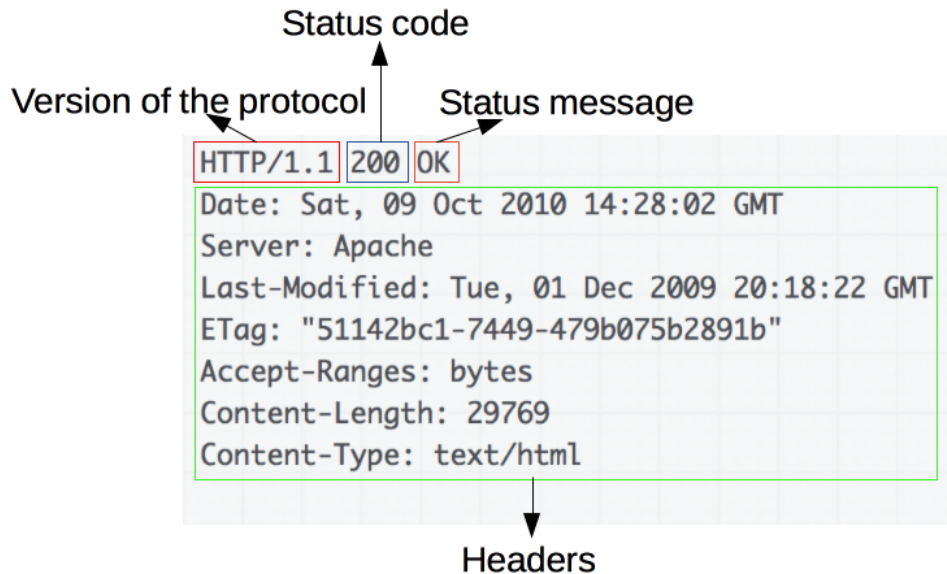 Status code
Version of the protocol
Status message
HTTP/1.1 200 OK
Date: Sat, 09 Oct 2010 14:28:02 GMT
Server: Apache
Last-Modified: Tue, 01 Dec 2009 20:18:22 GMT
ETag: "51142bc1-7449-479b075b2891b"
Accept-Ranges: bytes
Content-Length: 29769
Content-Type: text/html
Headers